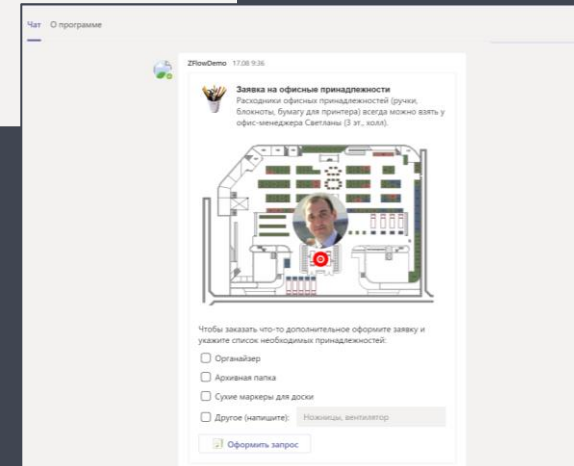 Чат О программе
ZFlowDemo 17.08 9:36
Заявка на офисные принадлежности
Расходники офисных принадлежностей (ручки,
блокноты, бумагу для принтера) всегда можно взять у
офис-менеджера Светланы (3 эт., холл).
Чтобы заказать что-то дополнительное оформите заявку и
укажите список необходимых принадлежностей:
Органайзер
Архивная папка
Сухие маркеры для доски
Другое (напишите): Ножницы, вентилятор
Оформить запрос